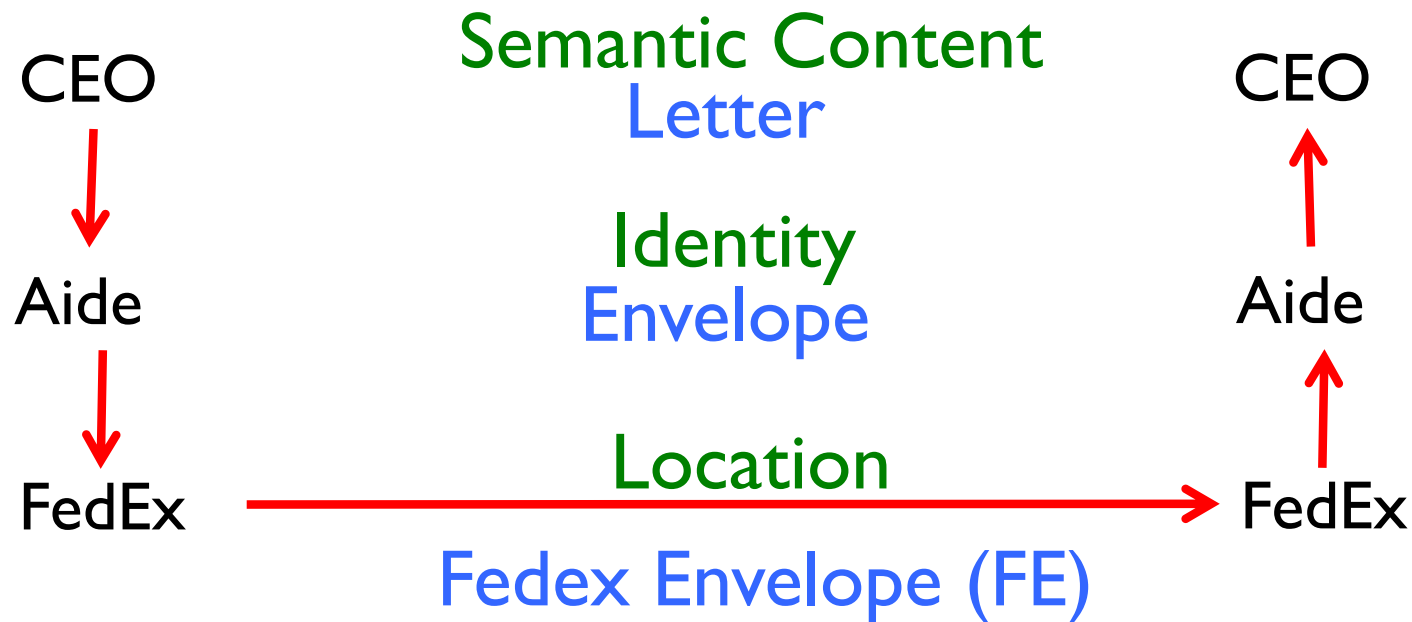 Semantic Content
CEO
CEO
Letter
Identity
Aide
Envelope
Aide
Location
FedEx
FedEx
Fedex Envelope (FE)